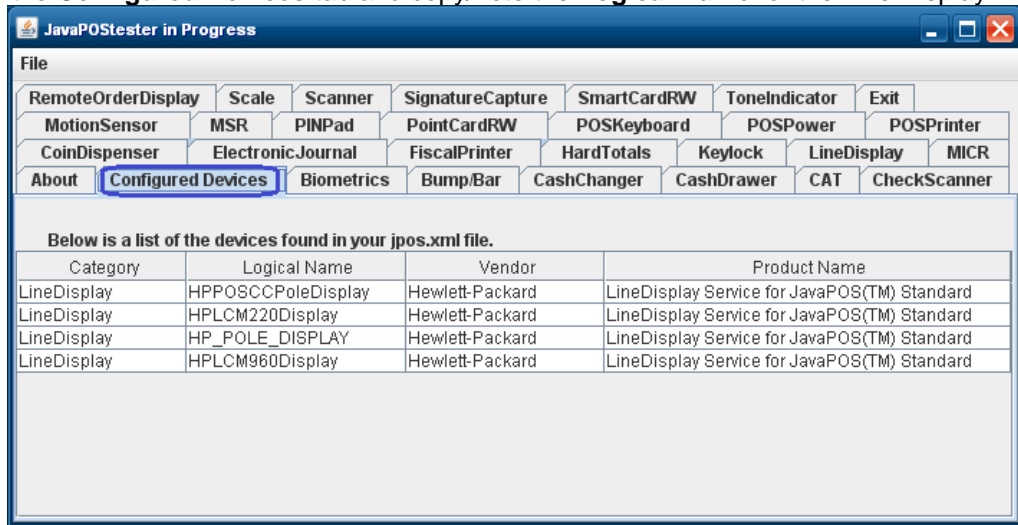 JavaPOStester in Progress
File
RemoteOrderDisplay Scale Scanner SignatureCapture SmartCardRW ToneIndicator Exit
MotionSensor MSR PINPad PointCardRW POSKeyboard POSPower POSPrinter
CoinDispenser ElectronicJournal FiscalPrinter HardTotals Keylock LineDisplay MICR
About Configured Devices Biometrics Bump/Bar CashChanger CashDrawer CAT CheckScanner
Below is a list of the devices found in your jpos.xml file.
Category Logical Name Vendor Product Name
LineDisplay HPPOSCCPoleDisplay Hewlett-Packard LineDisplay Service for JavaPOS(TM) Standard
LineDisplay HPLCM220Display Hewlett-Packard LineDisplay Service for JavaPOS(TM) Standard
LineDisplay HP_POLE_DISPLAY Hewlett-Packard LineDisplay Service for JavaPOS(TM) Standard
LineDisplay HPLCM960Display Hewlett-Packard LineDisplay Service for JavaPOS(TM) Standard